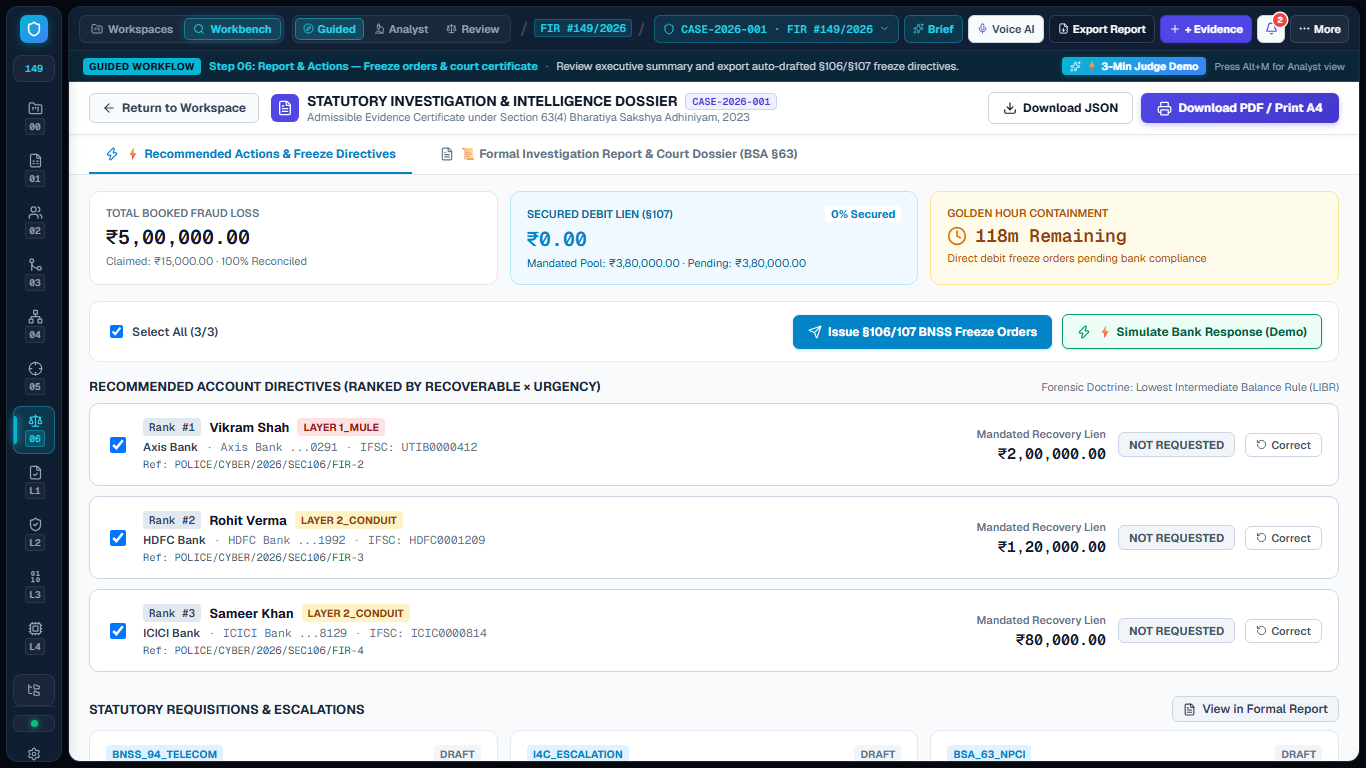 Workspaces
Workbench
Guided
Analyst
Review
/
FIR #149/2026
/
CASE-2026-001 · FIR #149/2026
Brief
Voice AI
Export Report
+ Evidence
2
More
149
GUIDED WORKFLOW
Step 06: Report & Actions — Freeze orders & court certificate · Review executive summary and export auto-drafted §106/§107 freeze directives.
3-Min Judge Demo
Press Alt+M for Analyst view
00
01
02
03
04
05
06
L1
L2
01
10
L3
L4
Return to Workspace
STATUTORY INVESTIGATION & INTELLIGENCE DOSSIER
CASE-2026-001
Admissible Evidence Certificate under Section 63(4) Bharatiya Sakshya Adhiniyam, 2023
Download JSON
Download PDF / Print A4
Recommended Actions & Freeze Directives
Formal Investigation Report & Court Dossier (BSA §63)
TOTAL BOOKED FRAUD LOSS
₹5,00,000.00
Claimed: ₹15,000.00 · 100% Reconciled
SECURED DEBIT LIEN (§107)
0% Secured
₹0.00
Mandated Pool: ₹3,80,000.00 · Pending: ₹3,80,000.00
GOLDEN HOUR CONTAINMENT
118m Remaining
Direct debit freeze orders pending bank compliance
Select All (3/3)
Issue §106/107 BNSS Freeze Orders
Simulate Bank Response (Demo)
RECOMMENDED ACCOUNT DIRECTIVES (RANKED BY RECOVERABLE × URGENCY)
Forensic Doctrine: Lowest Intermediate Balance Rule (LIBR)
Rank #1
Vikram Shah
LAYER 1_MULE
Axis Bank · Axis Bank ...0291 · IFSC: UTIB0000412
Ref: POLICE/CYBER/2026/SEC106/FIR-2
Mandated Recovery Lien
₹2,00,000.00
NOT REQUESTED
Correct
Rank #2
Rohit Verma
LAYER 2_CONDUIT
HDFC Bank · HDFC Bank ...1992 · IFSC: HDFC0001209
Ref: POLICE/CYBER/2026/SEC106/FIR-3
Mandated Recovery Lien
₹1,20,000.00
NOT REQUESTED
Correct
Rank #3
Sameer Khan
LAYER 2_CONDUIT
ICICI Bank · ICICI Bank ...8129 · IFSC: ICIC0000814
Ref: POLICE/CYBER/2026/SEC106/FIR-4
Mandated Recovery Lien
₹80,000.00
NOT REQUESTED
Correct
STATUTORY REQUISITIONS & ESCALATIONS
View in Formal Report
BNSS_94_TELECOM
DRAFT
I4C_ESCALATION
DRAFT
BSA_63_NPCI
DRAFT